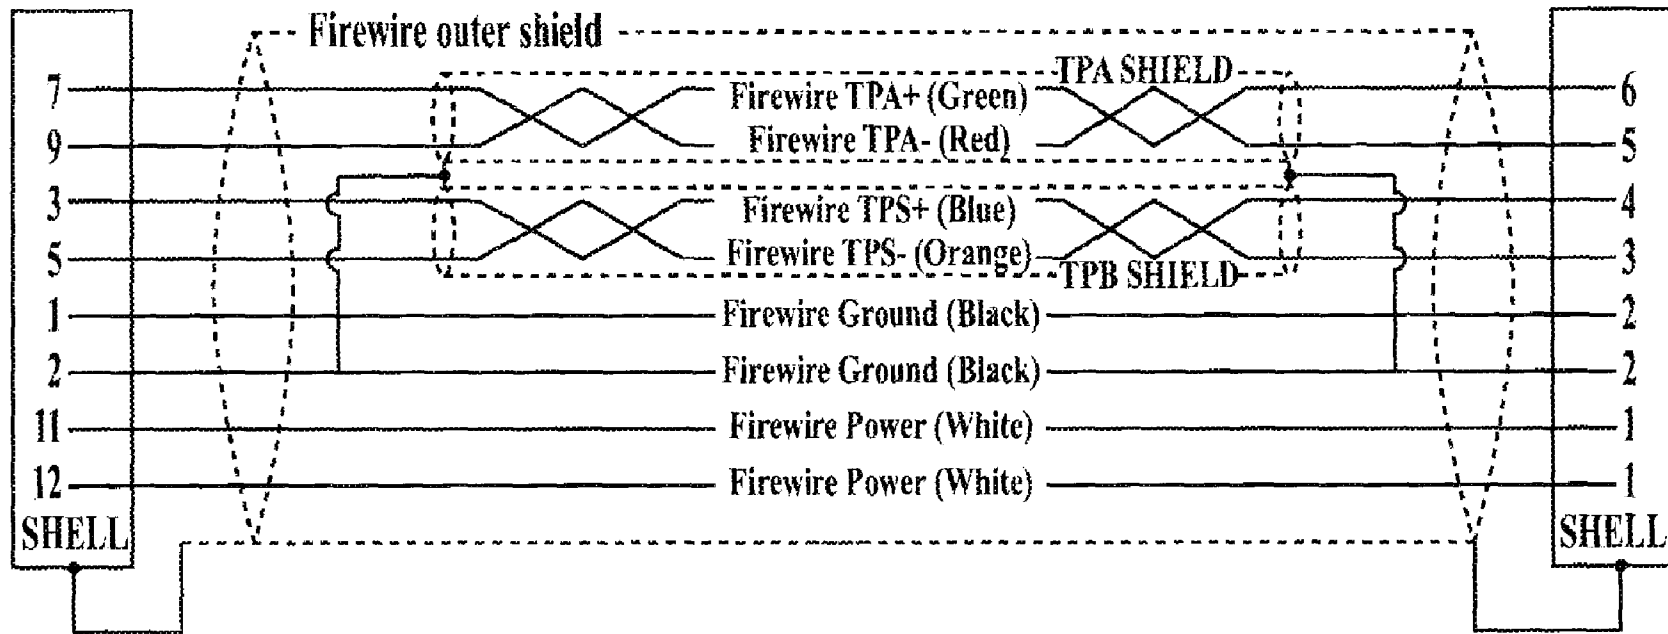 Firewire outer shield
TPA SHIELD
7 Firewire TPA+ (Green) 6
9 Firewire TPA- (Red) 5
3 Firewire TPS+ (Blue) 4
5 Firewire TPS- (Orange) 3
TPB SHIELD
1 Firewire Ground (Black) 2
2 Firewire Ground (Black) 2
11 Firewire Power (White) 1
12 Firewire Power (White) 1
SHELL SHELL